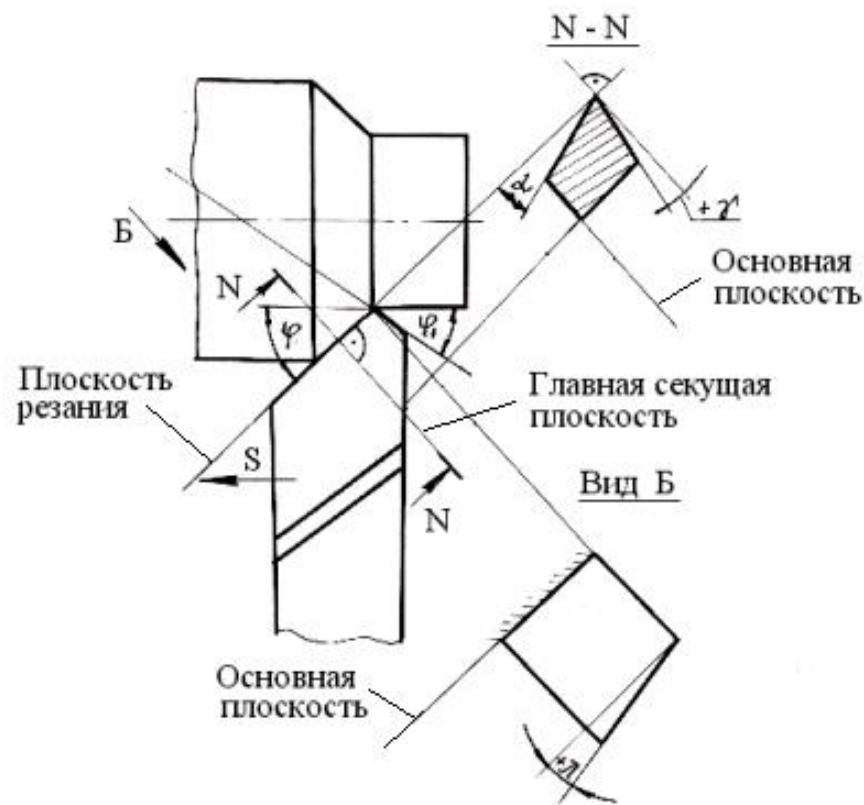 N - N
α
+γ
Б
N
Основная
плоскость
φ
φ₁
Плоскость
резания
Главная секущая
плоскость
S
N
Вид Б
Основная
плоскость
+λ